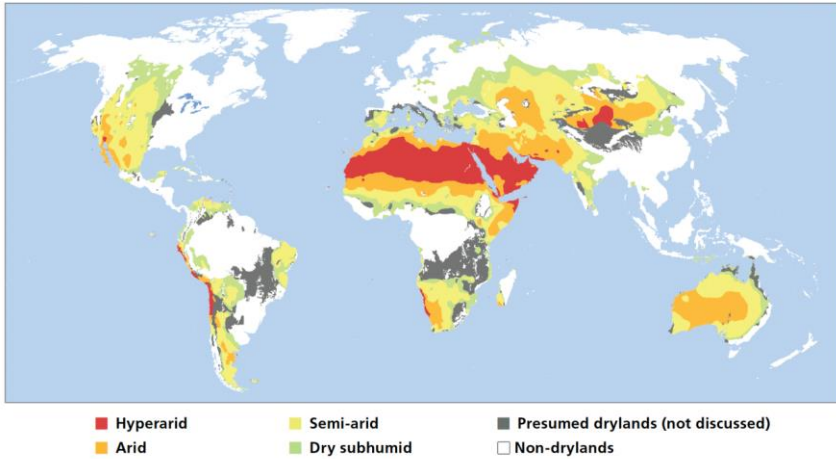 Hyperarid
Semi-arid
Presumed drylands (not discussed)
Arid
Dry subhumid
Non-drylands